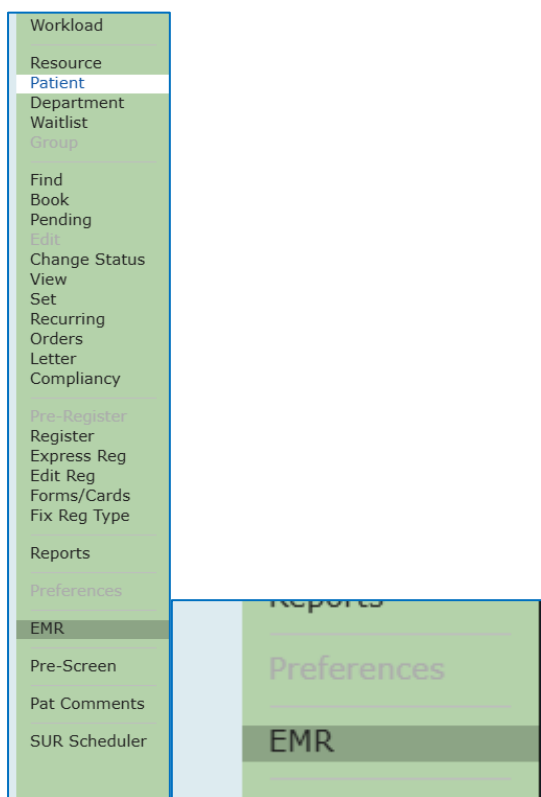 Workload
Resource
Patient
Department
Waitlist
Group
Find
Book
Pending
Edit
Change Status
View
Set
Recurring
Orders
Letter
Compliancy
Pre-Register
Register
Express Reg
Edit Reg
Forms/Cards
Fix Reg Type
Reports
Preferences
EMR
Pre-Screen
Pat Comments
SUR Scheduler
Reports
Preferences
EMR